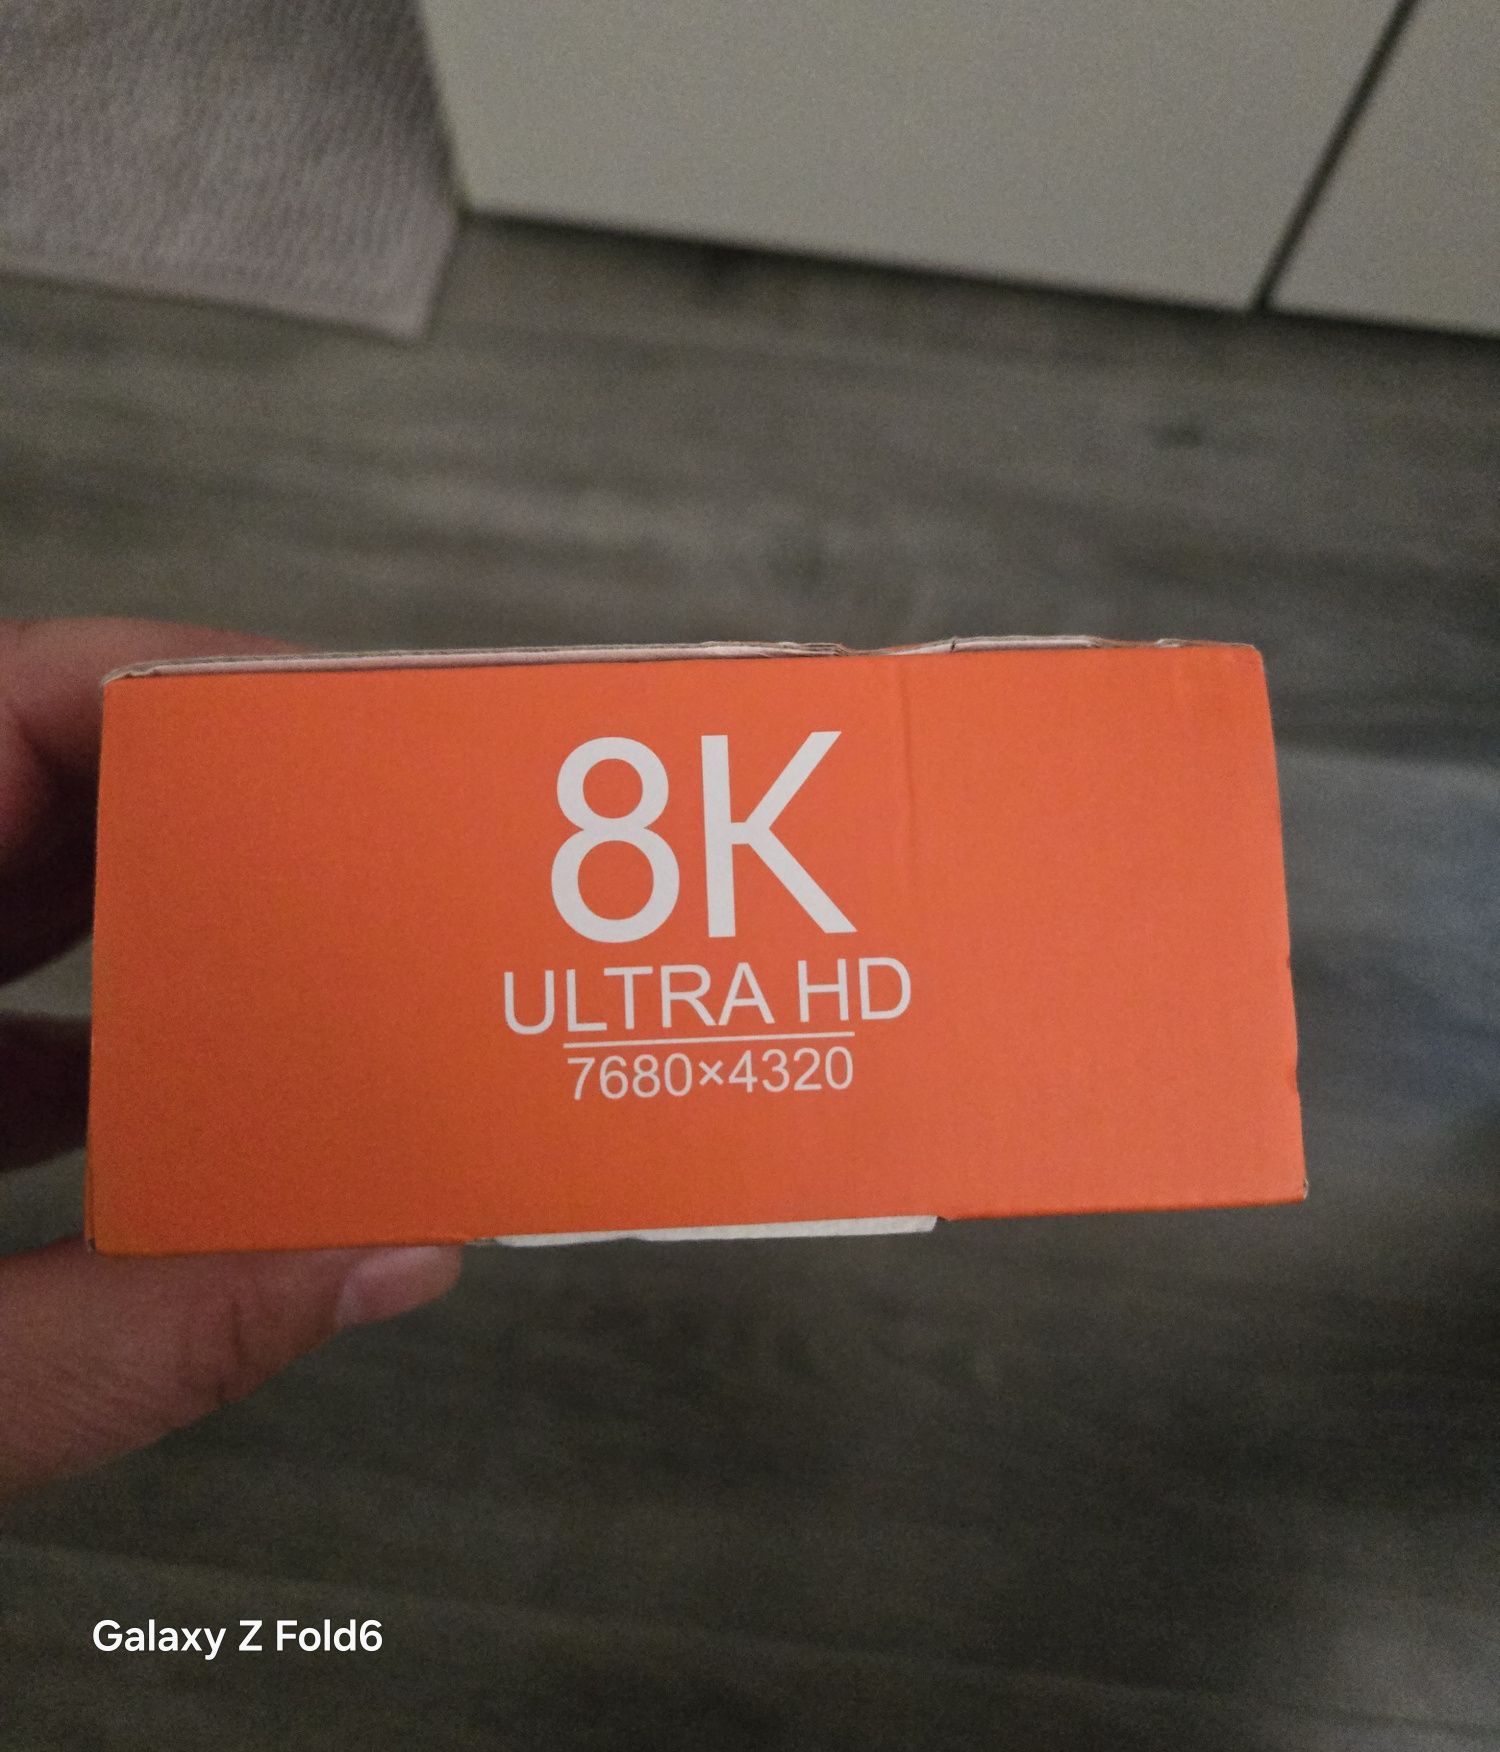 8K
ULTRA HD
7680×4320
Galaxy Z Fold6